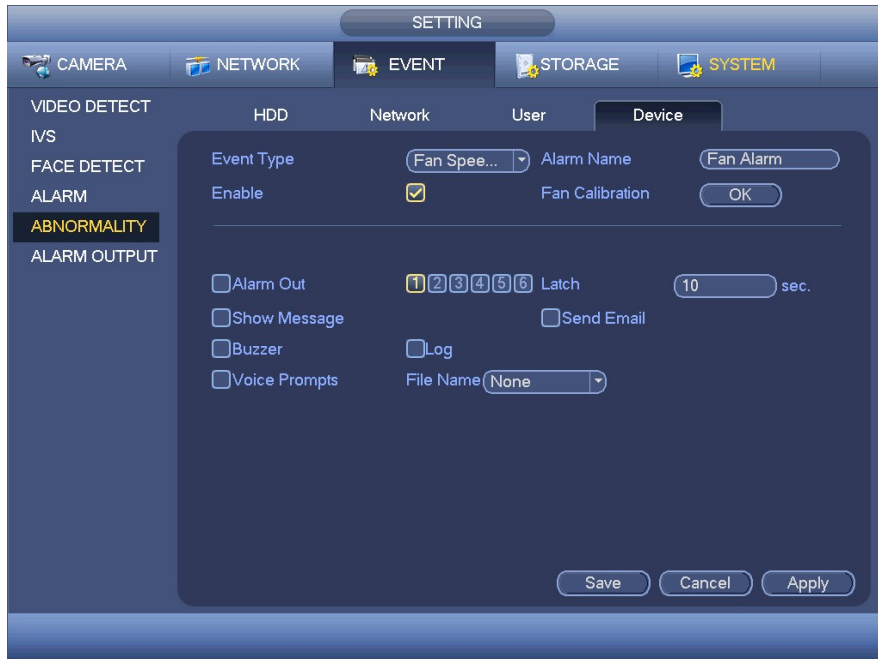 SETTING
CAMERA NETWORK EVENT STORAGE SYSTEM
VIDEO DETECT
IVS
FACE DETECT
ALARM
ABNORMALITY
ALARM OUTPUT
HDD Network User Device
Event Type Fan Spee... Alarm Name Fan Alarm
Enable Fan Calibration OK
Alarm Out 1 2 3 4 5 6 Latch 10 sec.
Show Message Send Email
Buzzer Log
Voice Prompts File Name None
Save Cancel Apply